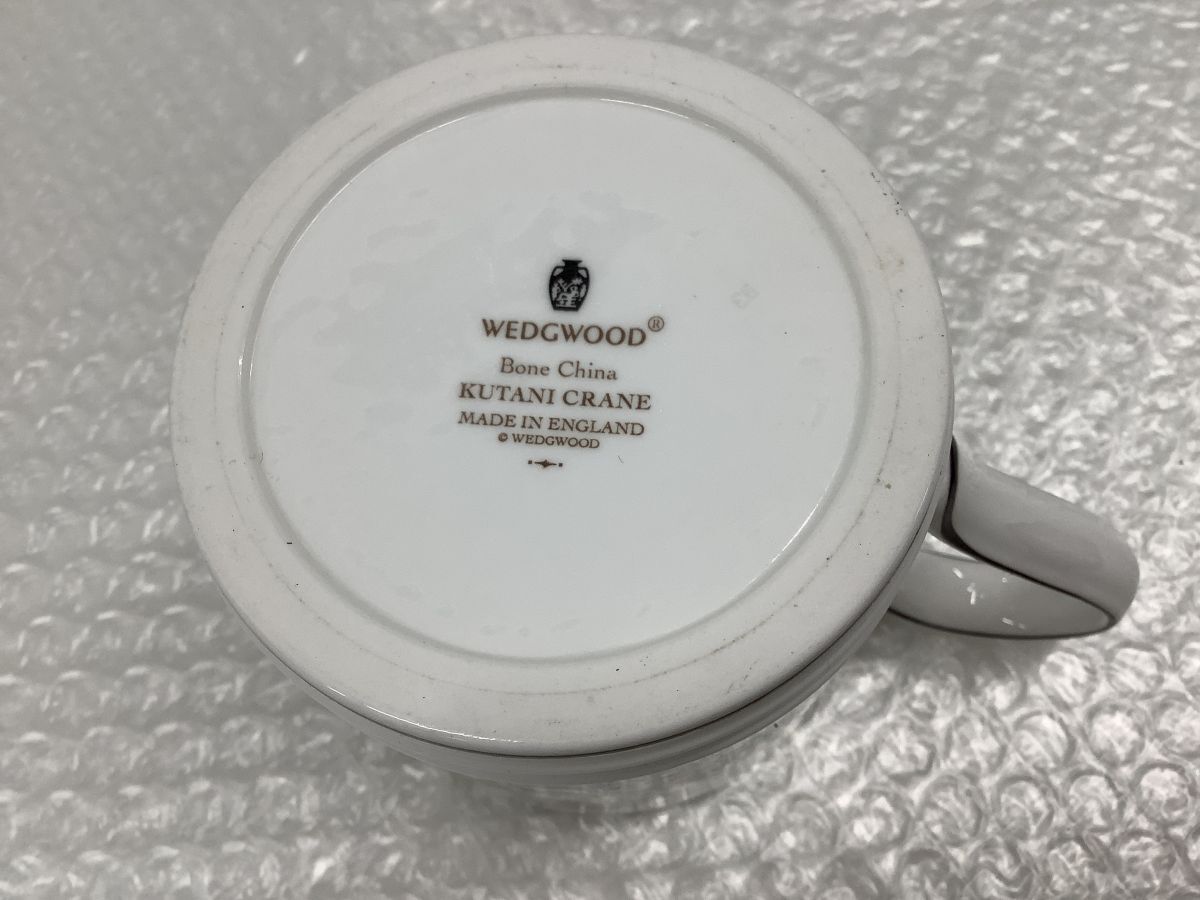 WEDGWOOD®
Bone China
KUTANI CRANE
MADE IN ENGLAND
© WEDGWOOD